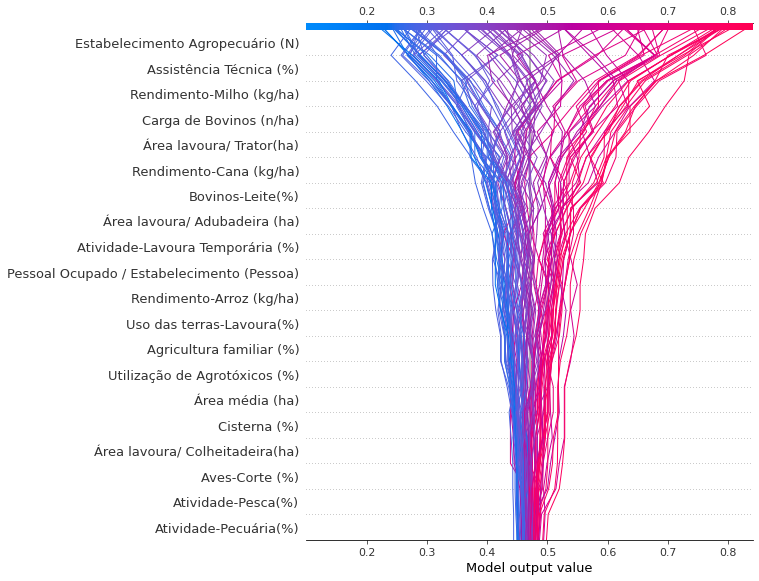 0.2 0.3 0.4 0.5 0.6 0.7 0.8
Estabelecimento Agropecuário (N)
Assistência Técnica (%)
Rendimento-Milho (kg/ha)
Carga de Bovinos (n/ha)
Área lavoura/ Trator(ha)
Rendimento-Cana (kg/ha)
Bovinos-Leite(%)
Área lavoura/ Adubadeira (ha)
Atividade-Lavoura Temporária (%)
Pessoal Ocupado / Estabelecimento (Pessoa)
Rendimento-Arroz (kg/ha)
Uso das terras-Lavoura(%)
Agricultura familiar (%)
Utilização de Agrotóxicos (%)
Área média (ha)
Cisterna (%)
Área lavoura/ Colheitadeira(ha)
Aves-Corte (%)
Atividade-Pesca(%)
Atividade-Pecuária(%)
0.2 0.3 0.4 0.5 0.6 0.7 0.8
Model output value